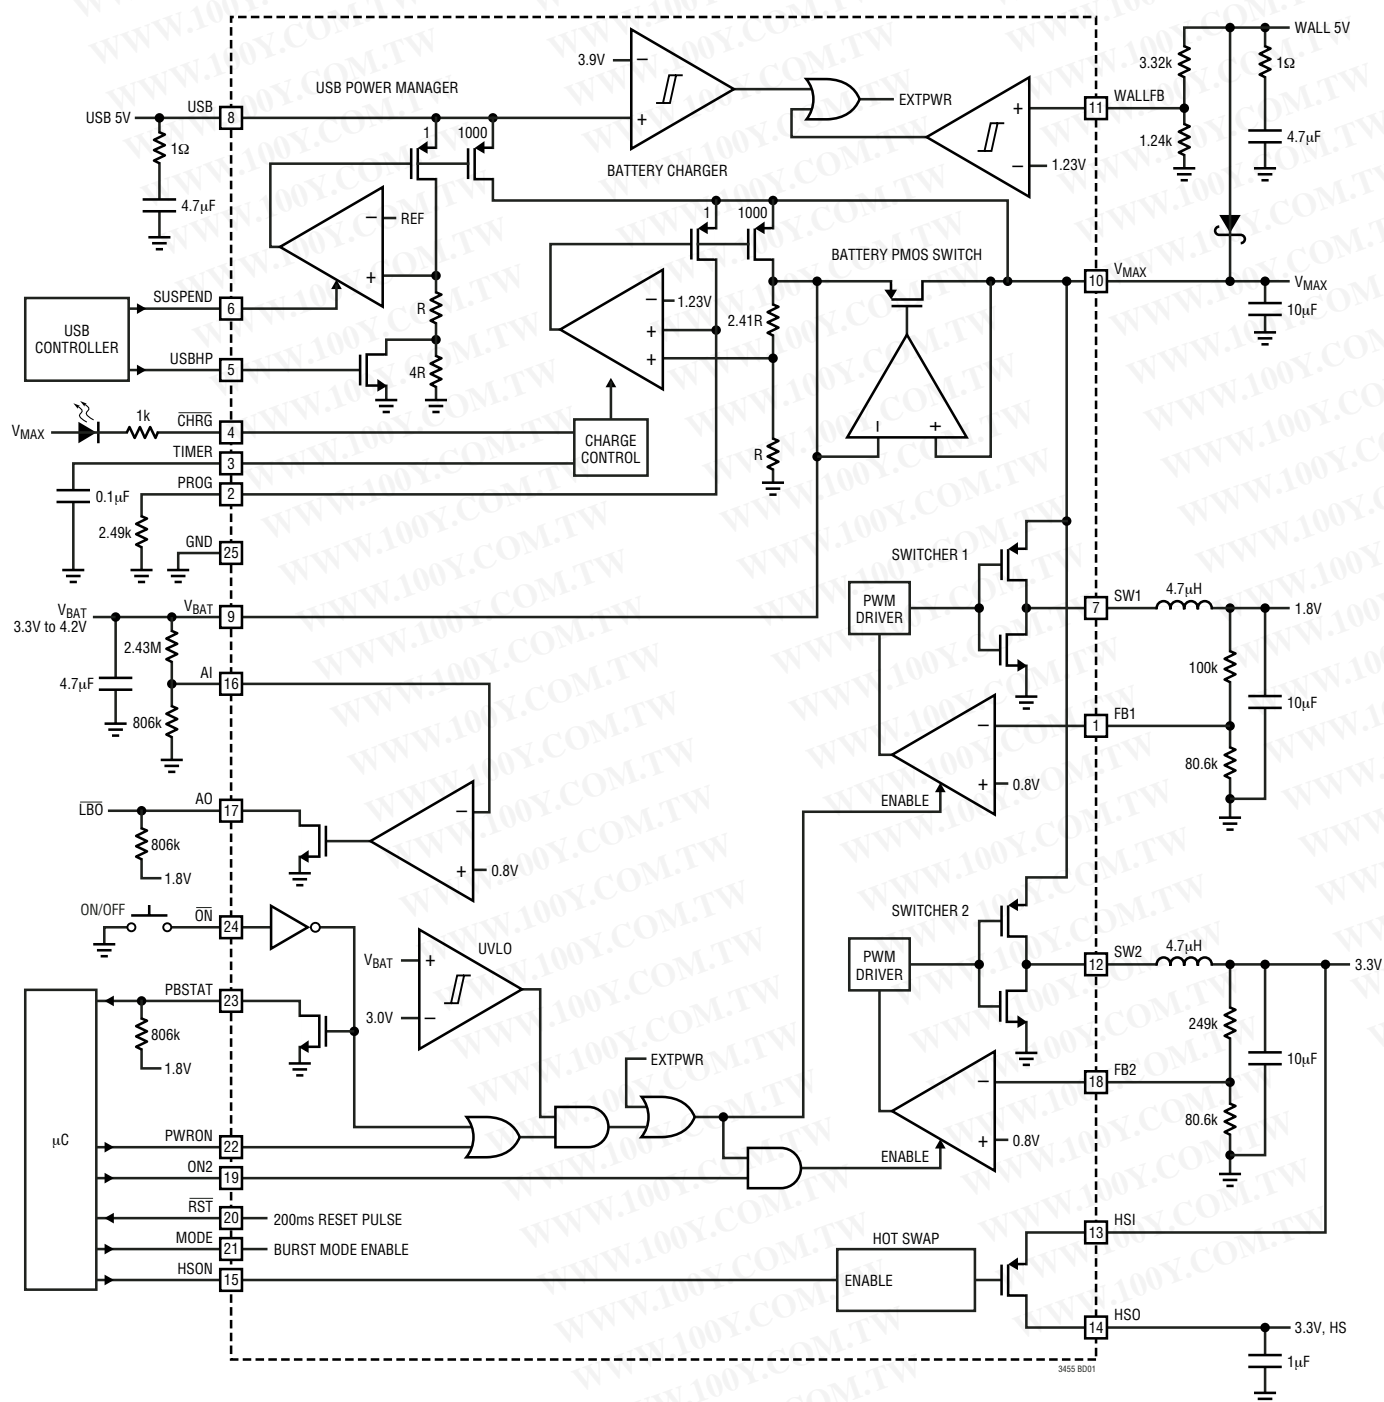 WALL 5V
3.9V
−
3.32k
1Ω
USB POWER MANAGER
EXTPWR
+
11
WALLFB
USB 5V
USB
8
+
1
1000
1Ω
1.24k
4.7µF
BATTERY CHARGER
−
1.23V
4.7µF
−
REF
1
1000
BATTERY PMOS SWITCH
+
10
VMAX
VMAX
SUSPEND
6
−
1.23V
10µF
USB
CONTROLLER
R
+
2.41R
USBHP
5
+
4R
1k
CHRG
4
VMAX
CHARGE
CONTROL
−
+
TIMER
3
R
PROG
2
0.1µF
2.49k
GND
25
SWITCHER 1
PWM
DRIVER
7
SW1
4.7µH
1.8V
VBAT
3.3V to 4.2V
VBAT
9
2.43M
AI
16
100k
4.7µF
806k
10µF
−
1
FB1
80.6k
+
0.8V
ENABLE
LBO
AO
17
−
806k
+
0.8V
1.8V
ON/OFF
ON
24
SWITCHER 2
UVLO
VBAT
+
PWM
DRIVER
12
SW2
4.7µH
3.3V
PBSTAT
23
3.0V
−
806k
249k
1.8V
EXTPWR
10µF
−
18
FB2
µC
PWRON
22
80.6k
+
0.8V
ENABLE
ON2
19
RST
20
200ms RESET PULSE
13
HSI
MODE
21
BURST MODE ENABLE
HOT SWAP
HSON
15
ENABLE
14
HSO
3.3V, HS
1µF
3455 BD01
WWW.100Y.COM.TW